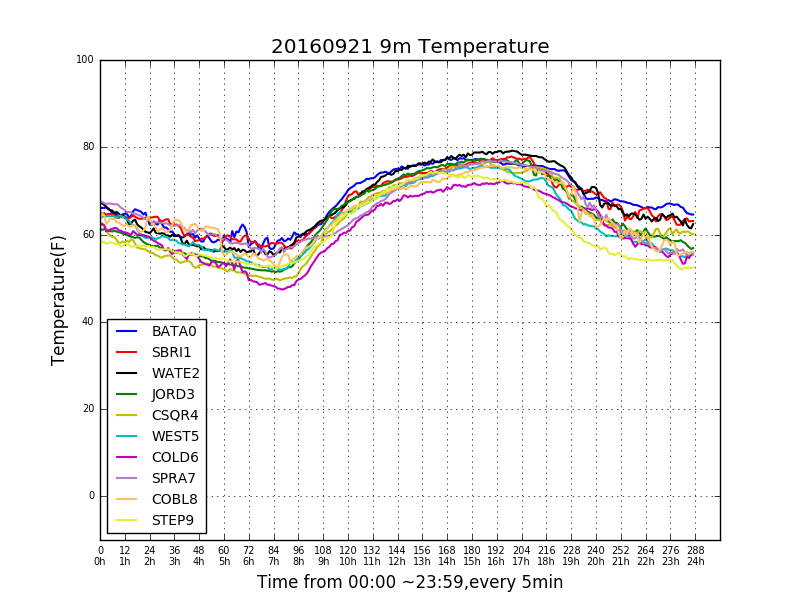 20160921 9m Temperature
Temperature(F)
100
80
60
40
20
0
BATA0
SBRI1
WATE2
JORD3
CSQR4
WEST5
COLD6
SPRA7
COBL8
STEP9
0 12 24 36 48 60 72 84 96 108 120 132 144 156 168 180 192 204 216 228 240 252 264 276 288
0h 1h 2h 3h 4h 5h 6h 7h 8h 9h 10h 11h 12h 13h 14h 15h 16h 17h 18h 19h 20h 21h 22h 23h 24h
Time from 00:00 ~23:59,every 5min